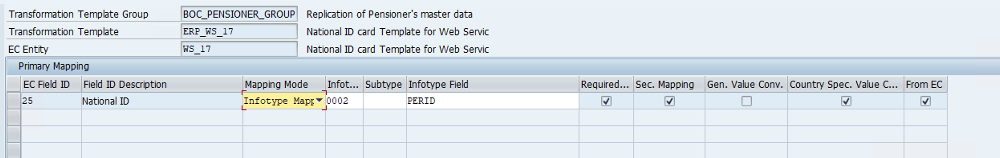 Transformation Template Group BOC_PENSIONER_GROUP Replication of Pensioner's master data
Transformation Template ERP_WS_17 National ID card Template for Web Servic
EC Entity WS_17 National ID card Template for Web Servic
Primary Mapping
EC Field ID Field ID Description Mapping Mode Infot... Subtype Infotype Field Required... Sec. Mapping Gen. Value Conv. Country Spec. Value C... From EC
25 National ID Infotype Mapp 0002 PERID